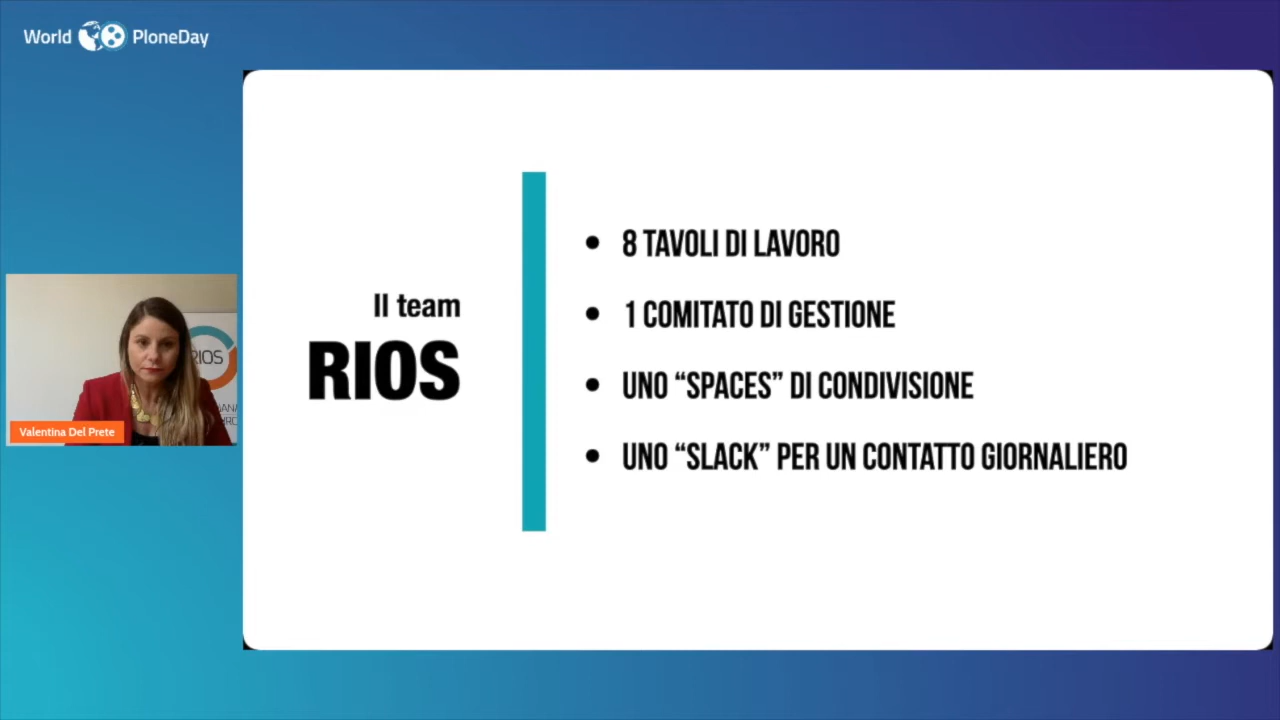 World PloneDay
Il team
RIOS
• 8 TAVOLI DI LAVORO
• 1 COMITATO DI GESTIONE
• UNO “SPACES” DI CONDIVISIONE
• UNO “SLACK” PER UN CONTATTO GIORNALIERO
RIOS
Valentina Del Prete